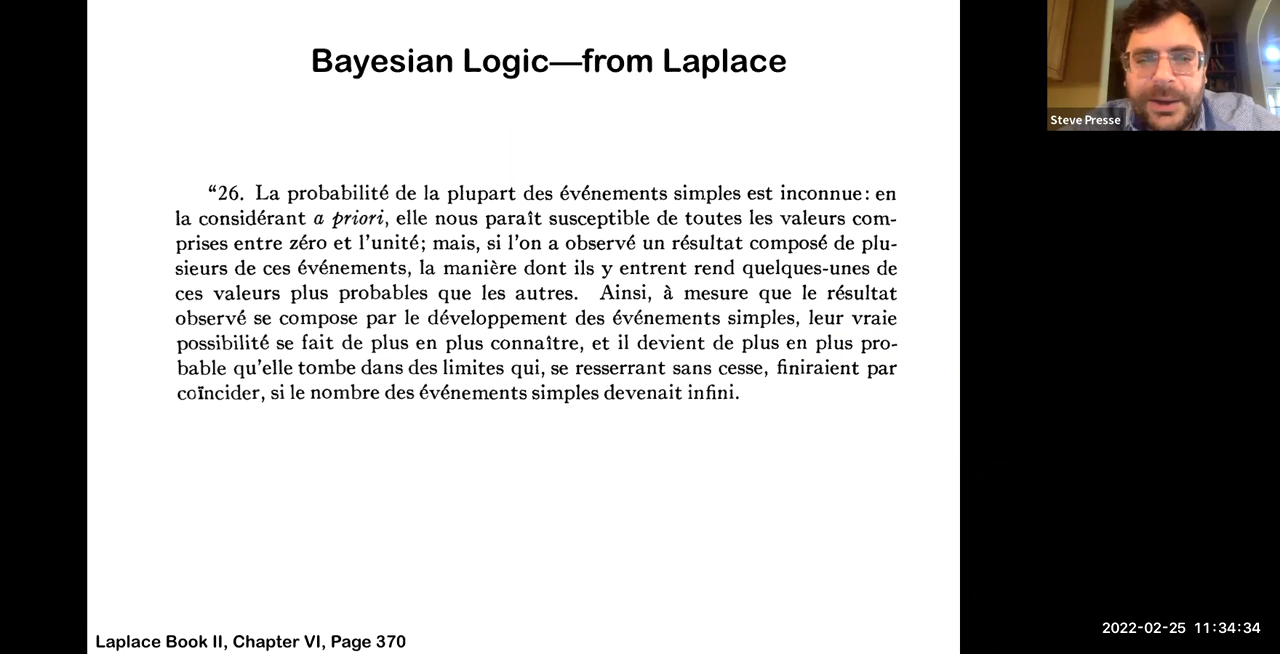 Bayesian Logic—from Laplace
Steve Presse
“26. La probabilité de la plupart des événements simples est inconnue: en
la considérant a priori, elle nous paraît susceptible de toutes les valeurs com-
prises entre zéro et l’unité; mais, si l’on a observé un résultat composé de plu-
sieurs de ces événements, la manière dont ils y entrent rend quelques-unes de
ces valeurs plus probables que les autres. Ainsi, à mesure que le résultat
observé se compose par le développement des événements simples, leur vraie
possibilité se fait de plus en plus connaître, et il devient de plus en plus pro-
bable qu’elle tombe dans des limites qui, se resserrant sans cesse, finiraient par
coïncider, si le nombre des événements simples devenait infini.
2022-02-25 11:34:34
Laplace Book II, Chapter VI, Page 370